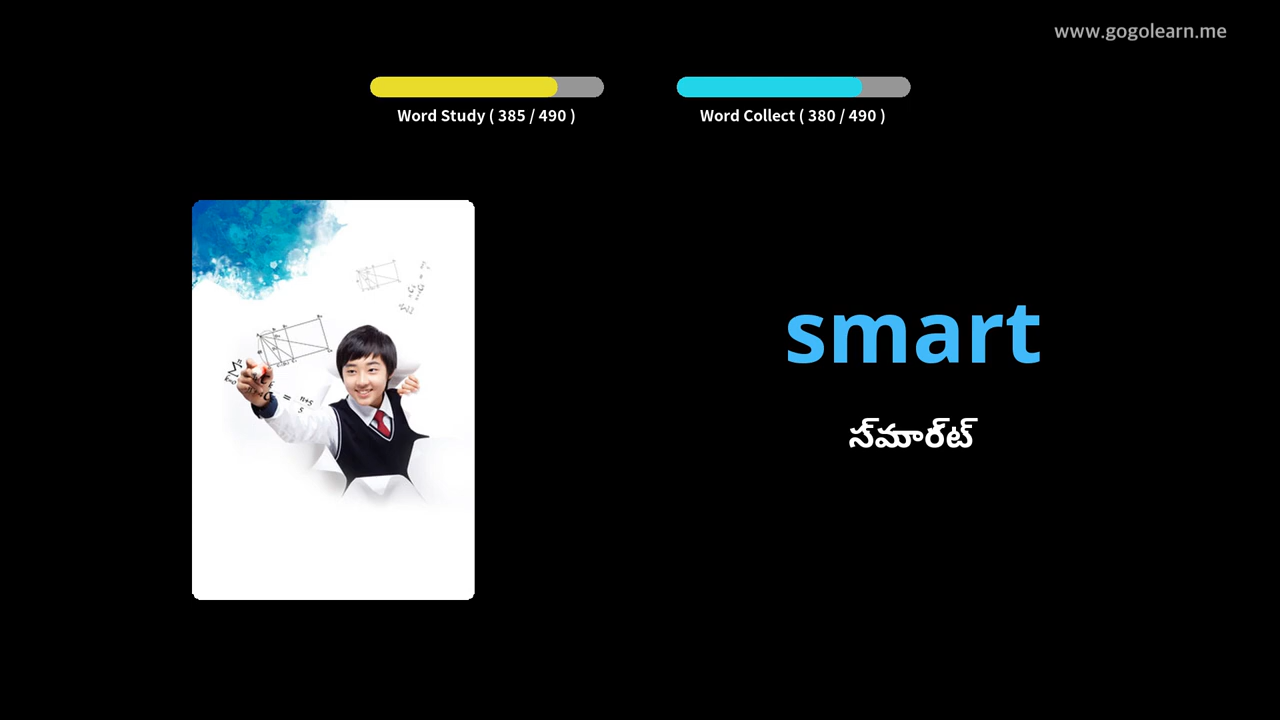 www.gogolearn.me
Word Study ( 385 / 490 )
Word Collect ( 380 / 490 )
smart
స్‌మార్‌ట్